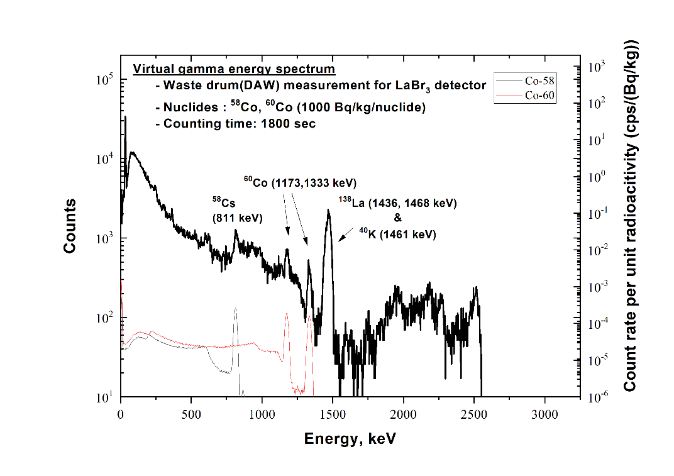 Virtual gamma energy spectrum
- Waste drum(DAW) measurement for LaBr3 detector
- Nuclides : 58Co, 60Co (1000 Bq/kg/nuclide)
- Counting time: 1800 sec
Co-58
Co-60
60Co (1173,1333 keV)
58Cs
(811 keV)
138La (1436, 1468 keV)
&
40K (1461 keV)
Counts
10^5
10^4
10^3
10^2
10^1
0
500
1000
1500
2000
2500
3000
Energy, keV
10^3
10^2
10^1
10^0
10^-1
10^-2
10^-3
10^-4
10^-5
10^-6
Count rate per unit radioacitivity (cps/(Bq/kg))